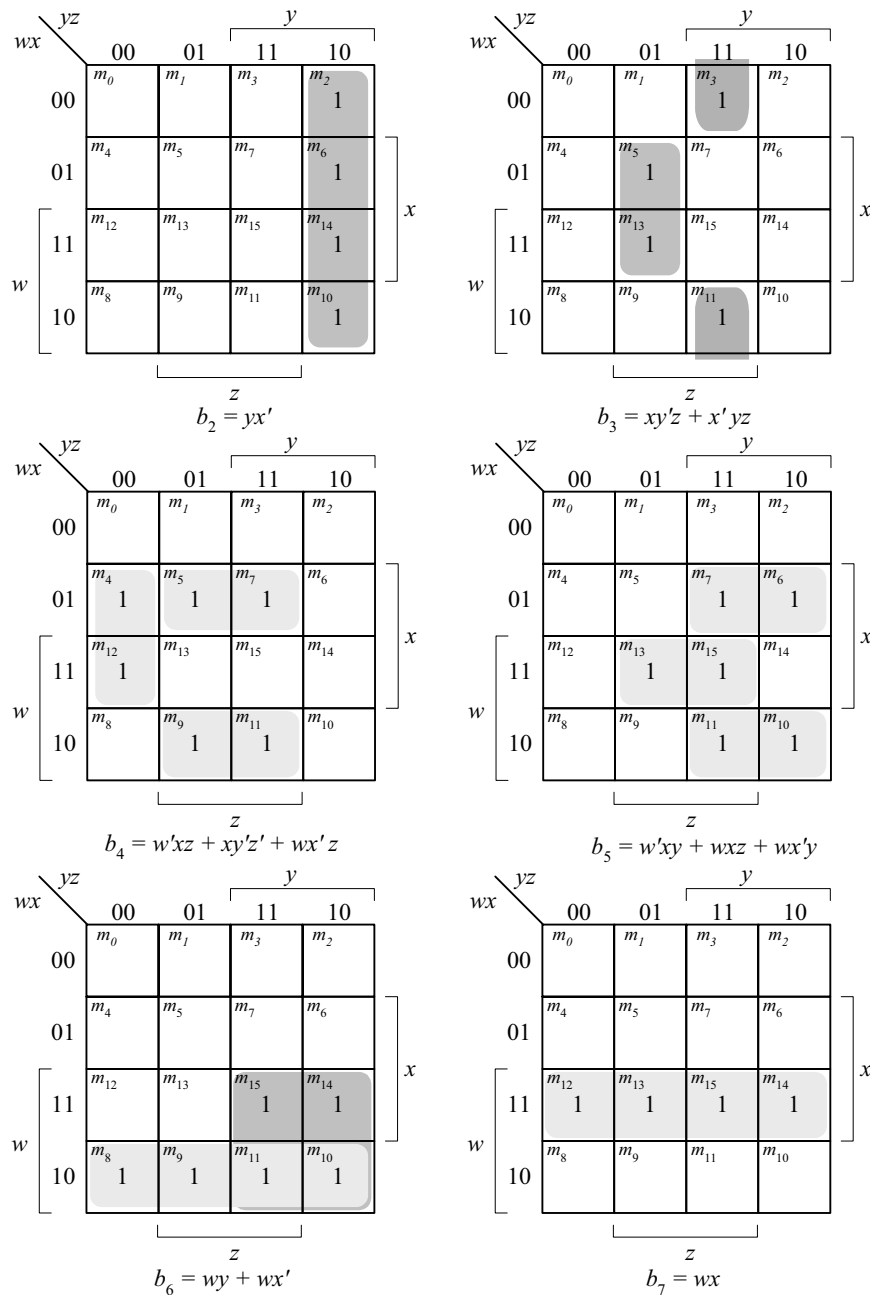 yz y yz y
wx 00 01 11 10 wx 00 01 11 10
00 m0 m1 m3 m2 1 00 m0 m1 m3 1 m2
01 m4 m5 m7 m6 1 x 01 m4 m5 1 m7 m6 x
11 m12 m13 m15 m14 1 11 m12 m13 1 m15 m14
w w
10 m8 m9 m11 m10 1 10 m8 m9 m11 1 m10
z z
b2 = yx′ b3 = xy′z + x′ yz
yz y yz y
wx 00 01 11 10 wx 00 01 11 10
00 m0 m1 m3 m2 00 m0 m1 m3 m2
01 m4 1 m5 1 m7 1 m6 x 01 m4 m5 m7 1 m6 1 x
11 m12 1 m13 m15 m14 11 m12 m13 1 m15 1 m14
w w
10 m8 m9 1 m11 1 m10 10 m8 m9 m11 1 m10 1
z z
b4 = w′xz + xy′z′ + wx′ z b5 = w′xy + wxz + wx′y
yz y yz y
wx 00 01 11 10 wx 00 01 11 10
00 m0 m1 m3 m2 00 m0 m1 m3 m2
01 m4 m5 m7 m6 x 01 m4 m5 m7 m6 x
11 m12 m13 m15 1 m14 1 11 m12 1 m13 1 m15 1 m14 1
w w
10 m8 1 m9 1 m11 1 m10 1 10 m8 m9 m11 m10
z z
b6 = wy + wx′ b7 = wx